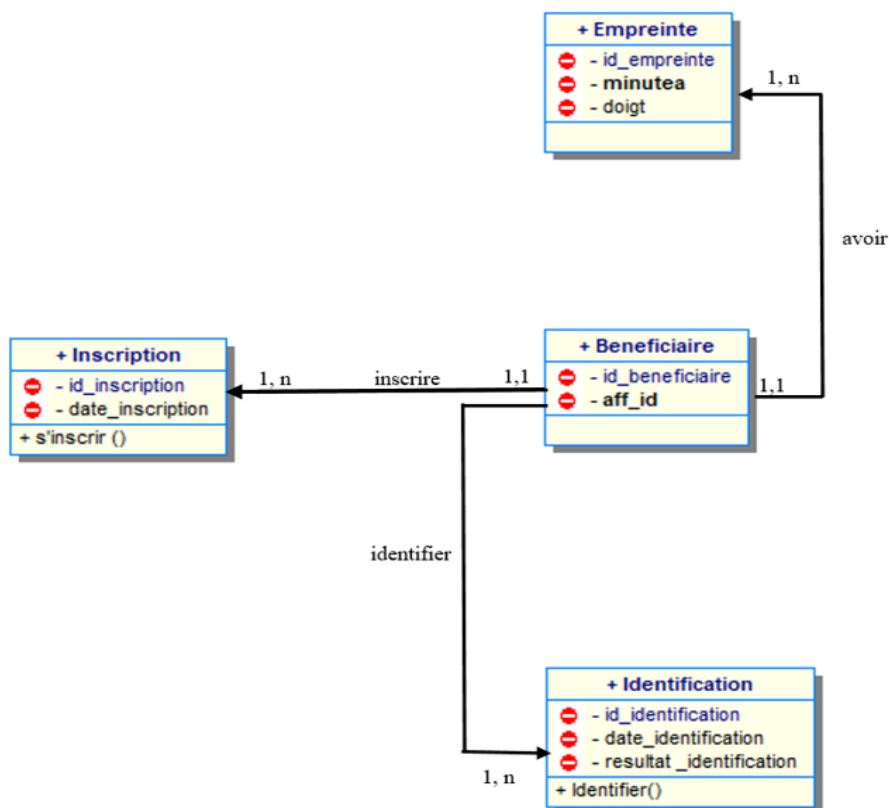 + Empreinte
- id_empreinte
- minutea
- doigt
1, n
avoir
+ Inscription
- id_inscription
- date_inscription
+ s'inscrir ()
1, n
inscrire
1,1
+ Beneficiaire
- id_beneficiaire
- aff_id
1,1
identifier
+ Identification
- id_identification
- date_identification
- resultat _identification
+ Identifier()
1, n